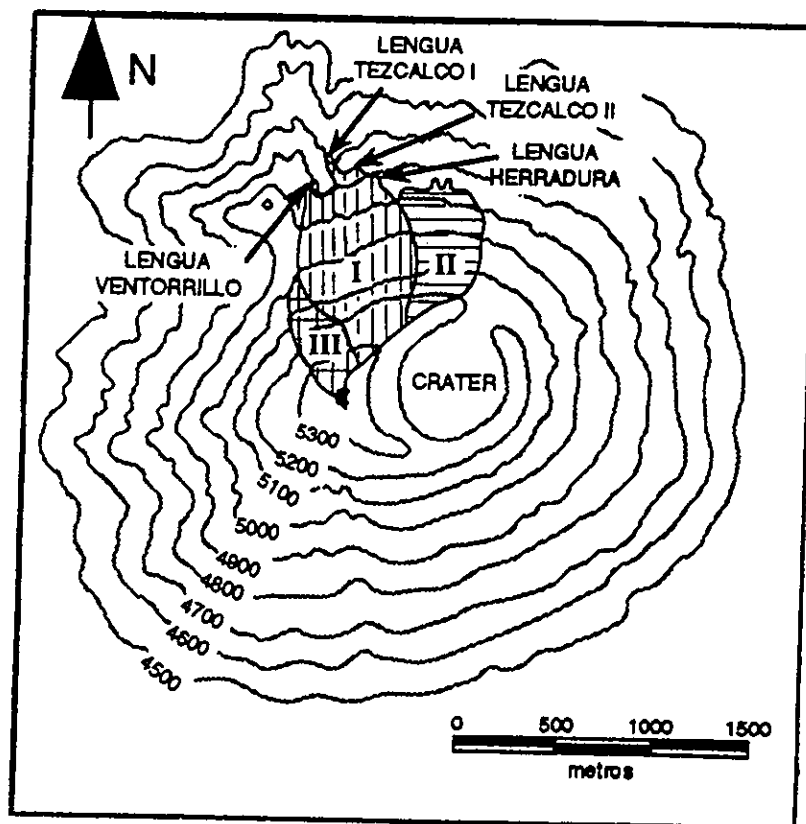 N
LENGUA
TEZCALCO I
LENGUA
TEZCALCO II
LENGUA
HERRADURA
LENGUA
VENTORRILLO
I
II
III
CRATER
5300
5200
5100
5000
4900
4800
4700
4600
4500
0 500 1000 1500
metros